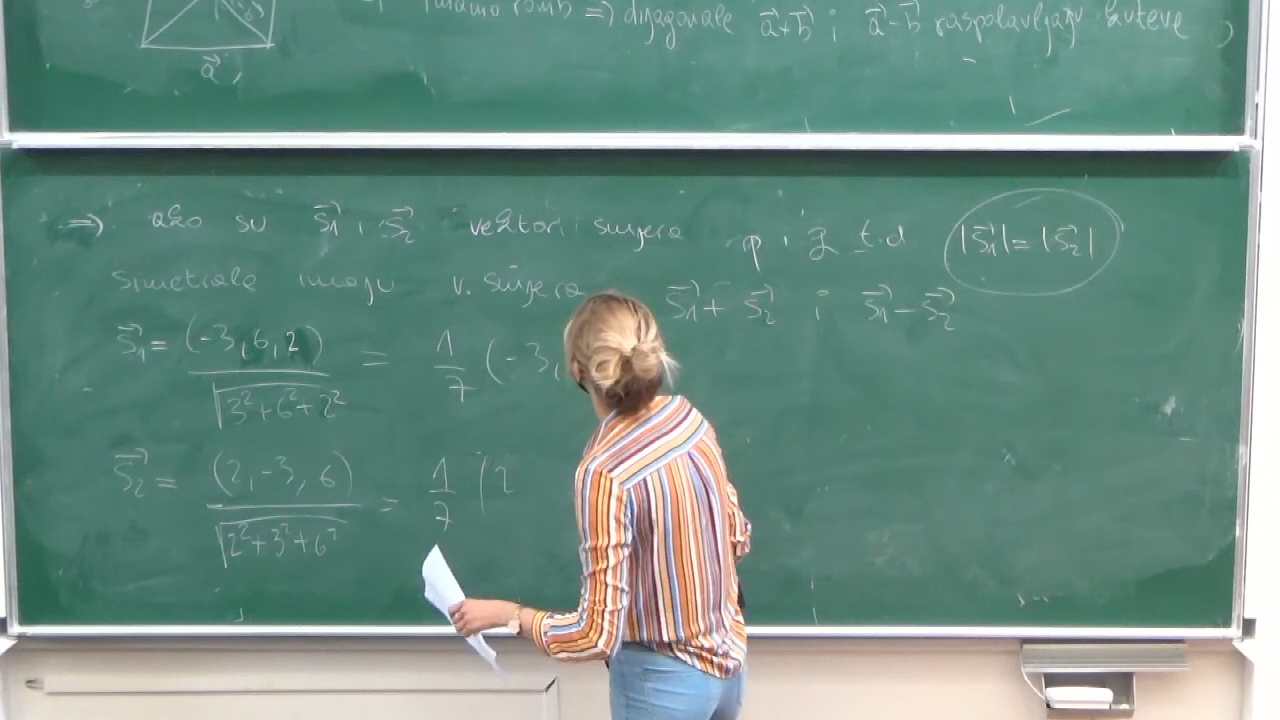 imamo romb => dijagonale a⃗+b⃗ i a⃗-b⃗ raspolavljaju kuteve
a⃗
=> ako su s₁⃗ i s₂⃗ vektori smjera p i q t.d |s₁⃗| = |s₂⃗|
simetrale imaju v. smjera s₁⃗ + s₂⃗ i s₁⃗ - s₂⃗
s₁⃗ = (-3, 6, 2) / √(3²+6²+2²) = 1/7 (-3,
s₂⃗ = (2, -3, 6) / √(2²+3²+6²) = 1/7 (2